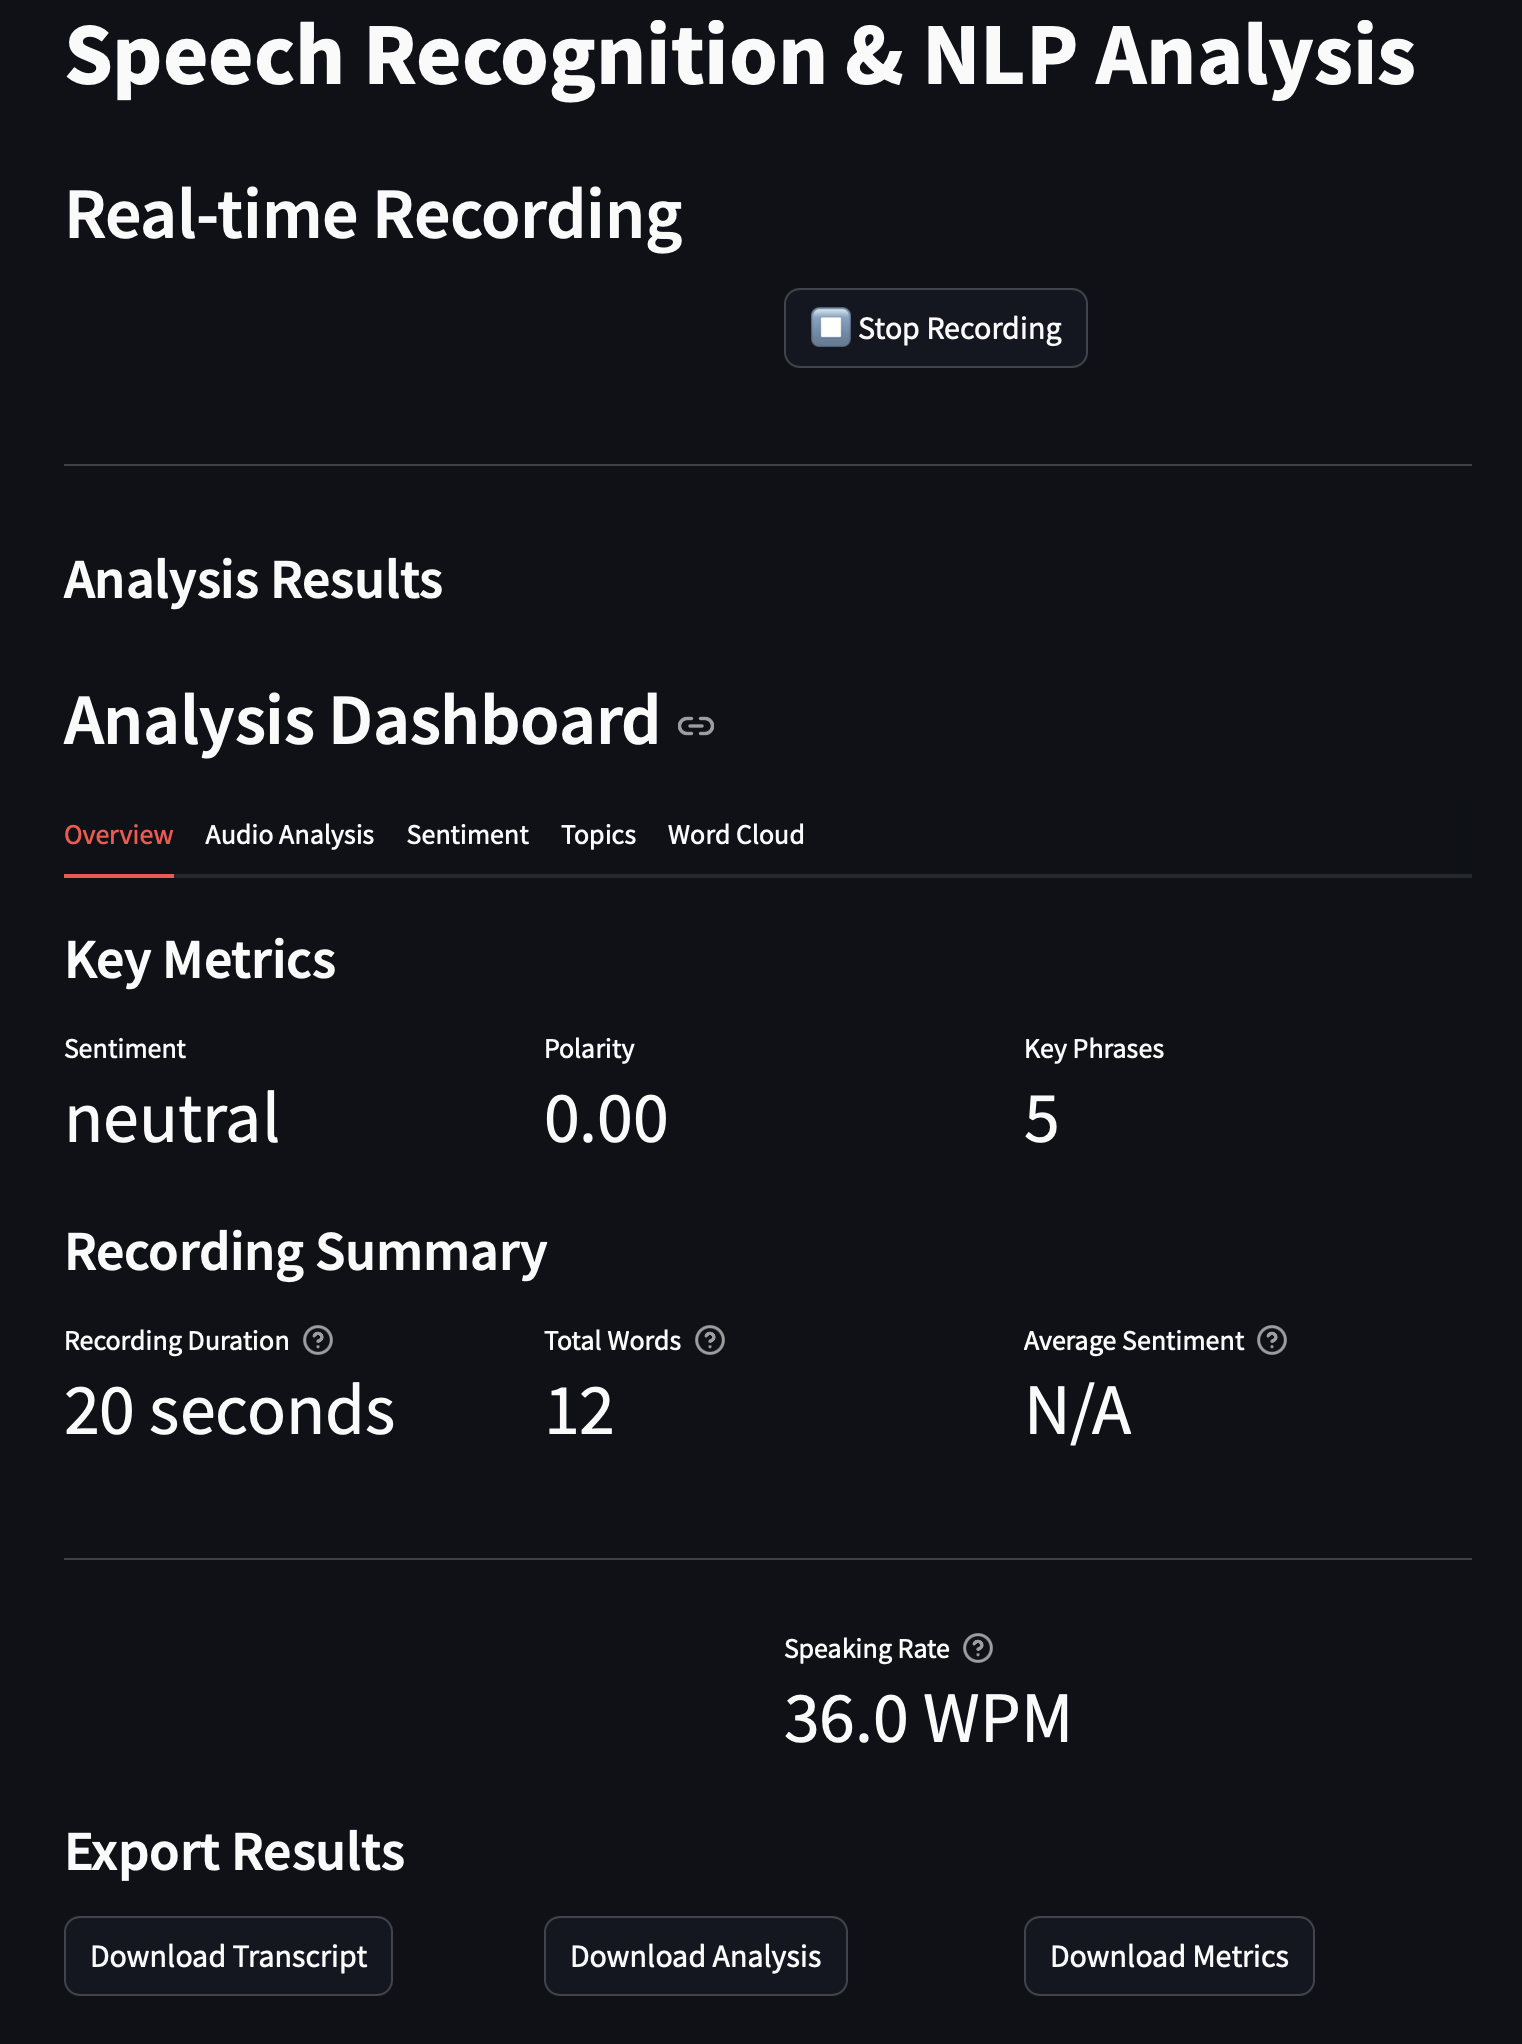 Speech Recognition & NLP Analysis
Real-time Recording
Stop Recording
Analysis Results
Analysis Dashboard
Overview Audio Analysis Sentiment Topics Word Cloud
Key Metrics
Sentiment Polarity Key Phrases
neutral 0.00 5
Recording Summary
Recording Duration ? Total Words ? Average Sentiment ?
20 seconds 12 N/A
Speaking Rate ?
36.0 WPM
Export Results
Download Transcript Download Analysis Download Metrics